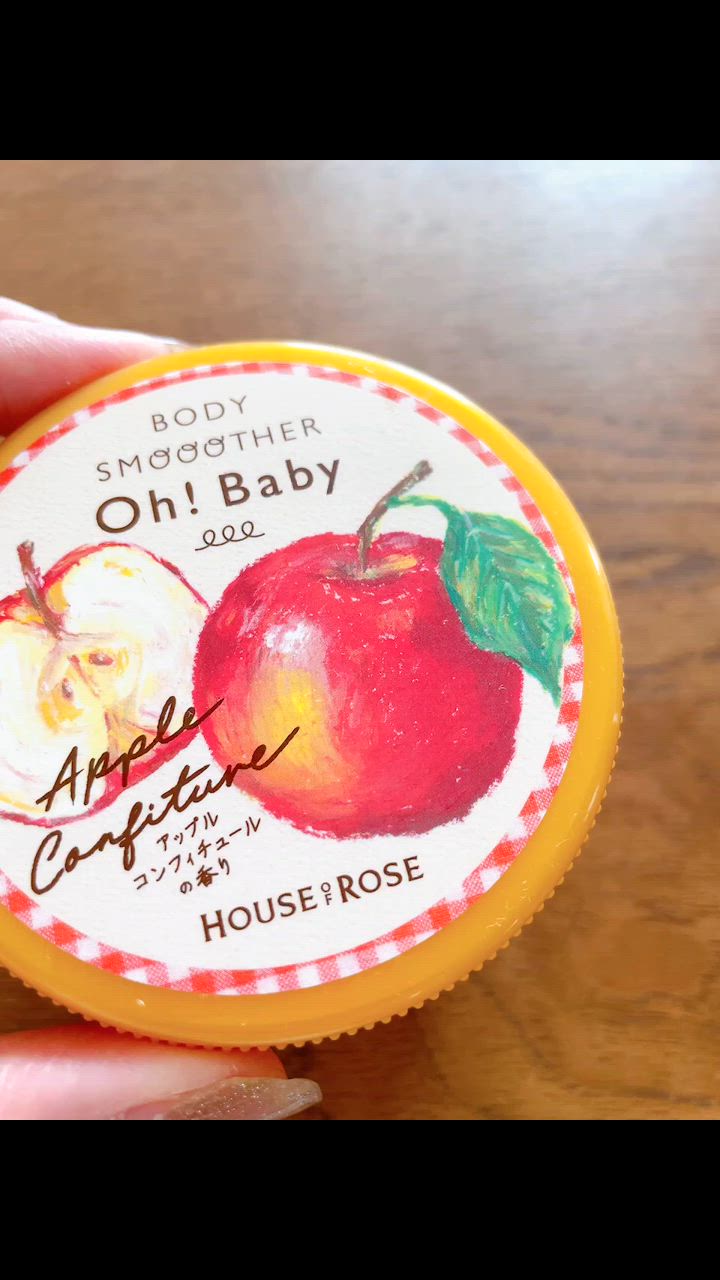 BODY
SMOOOTHER
Oh! Baby
Apple
Confiture
アップル
コンフィチュール
の香り
HOUSE OF ROSE